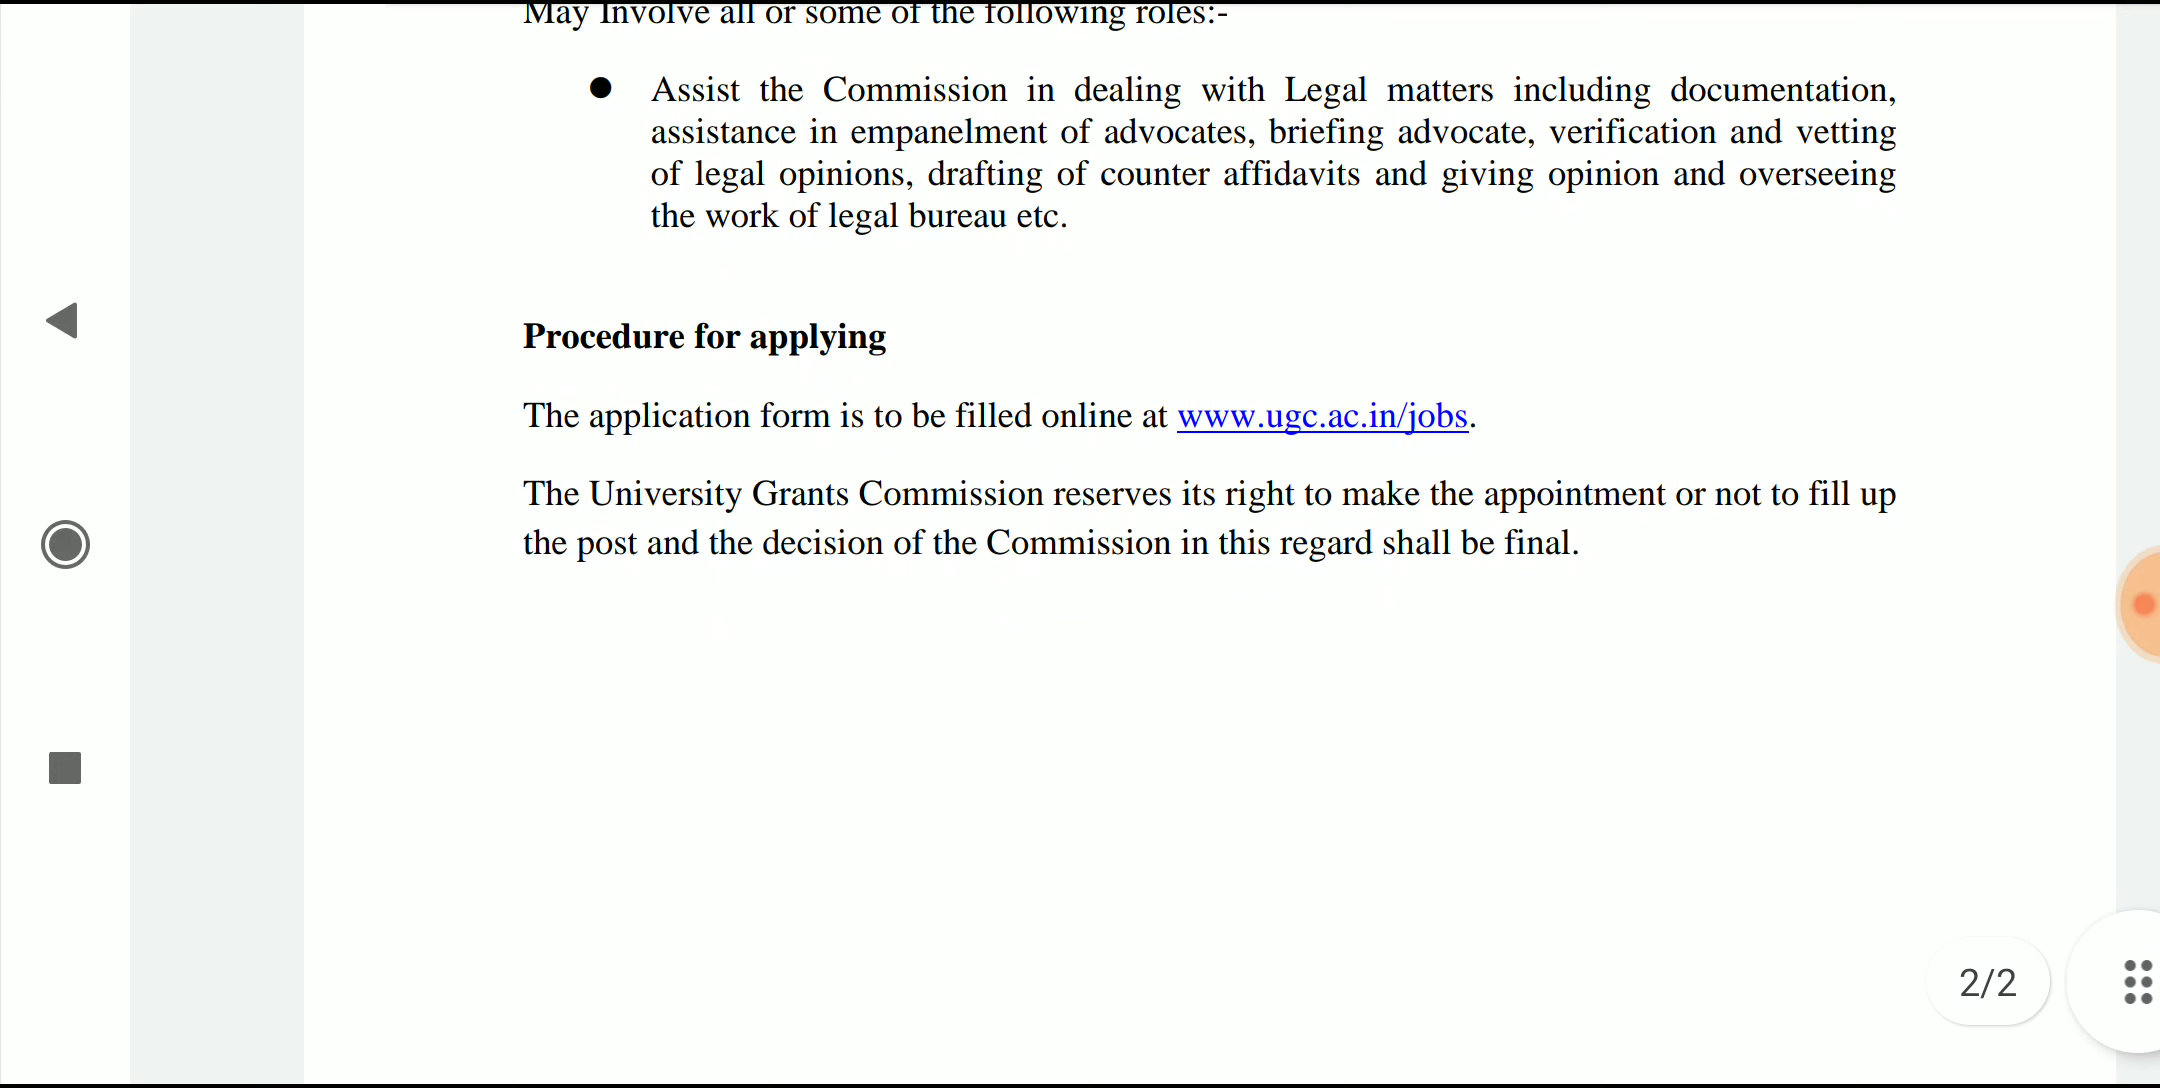 May Involve all or some of the following roles:-
● Assist the Commission in dealing with Legal matters including documentation,
assistance in empanelment of advocates, briefing advocate, verification and vetting
of legal opinions, drafting of counter affidavits and giving opinion and overseeing
the work of legal bureau etc.
Procedure for applying
The application form is to be filled online at www.ugc.ac.in/jobs.
The University Grants Commission reserves its right to make the appointment or not to fill up
the post and the decision of the Commission in this regard shall be final.
2/2